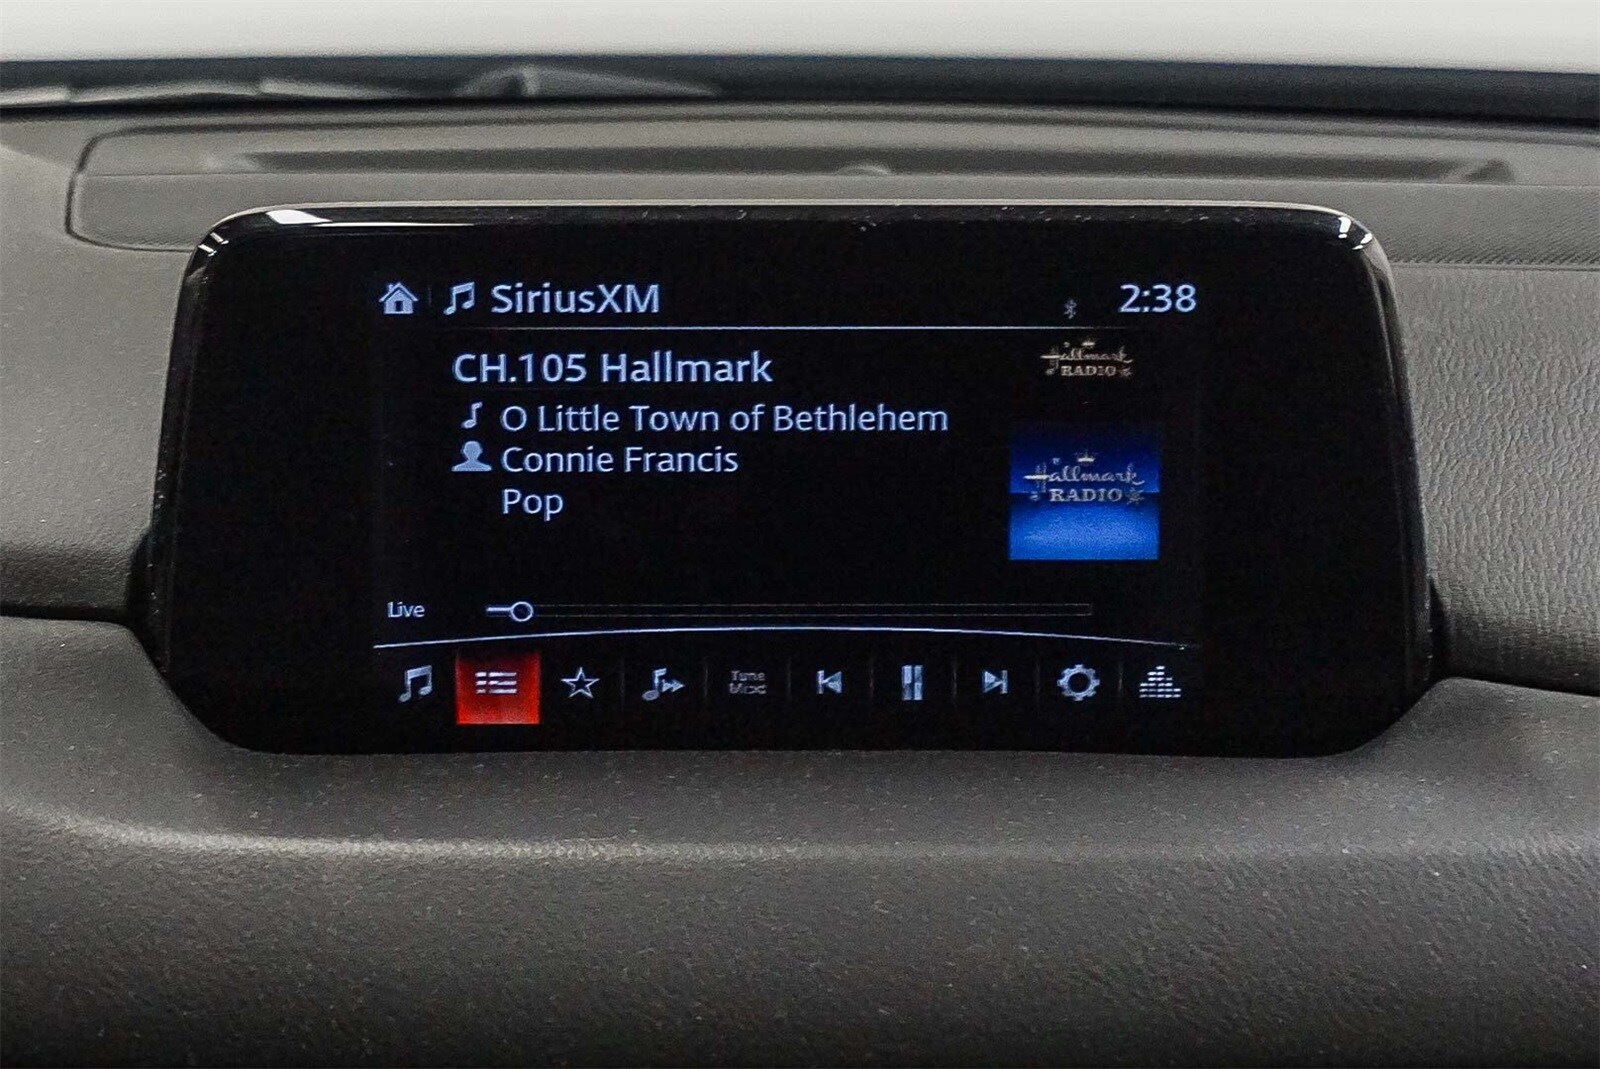 SiriusXM 2:38
CH.105 Hallmark
Hallmark
RADIO
O Little Town of Bethlehem
Connie Francis
Pop
Hallmark
RADIO
Live
Tune
Mix